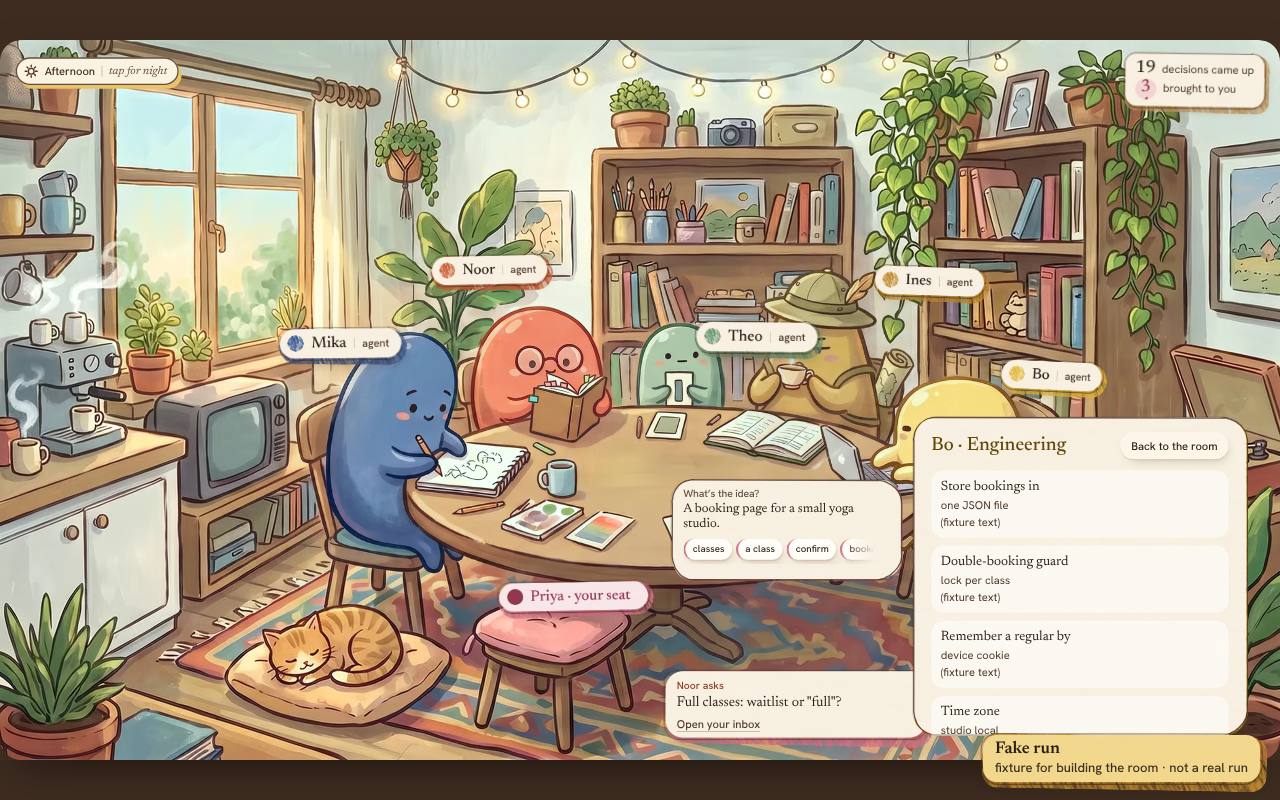 Afternoon | tap for night
19 decisions came up
3 brought to you
Noor | agent
Ines | agent
Mika | agent
Theo | agent
Bo | agent
Bo · Engineering
Back to the room
Store bookings in
one JSON file
(fixture text)
Double-booking guard
lock per class
(fixture text)
Remember a regular by
device cookie
(fixture text)
Time zone
studio local
What's the idea?
A booking page for a small yoga
studio.
classes a class confirm
Priya · your seat
Noor asks
Full classes: waitlist or "full"?
Open your inbox
Fake run
fixture for building the room · not a real run